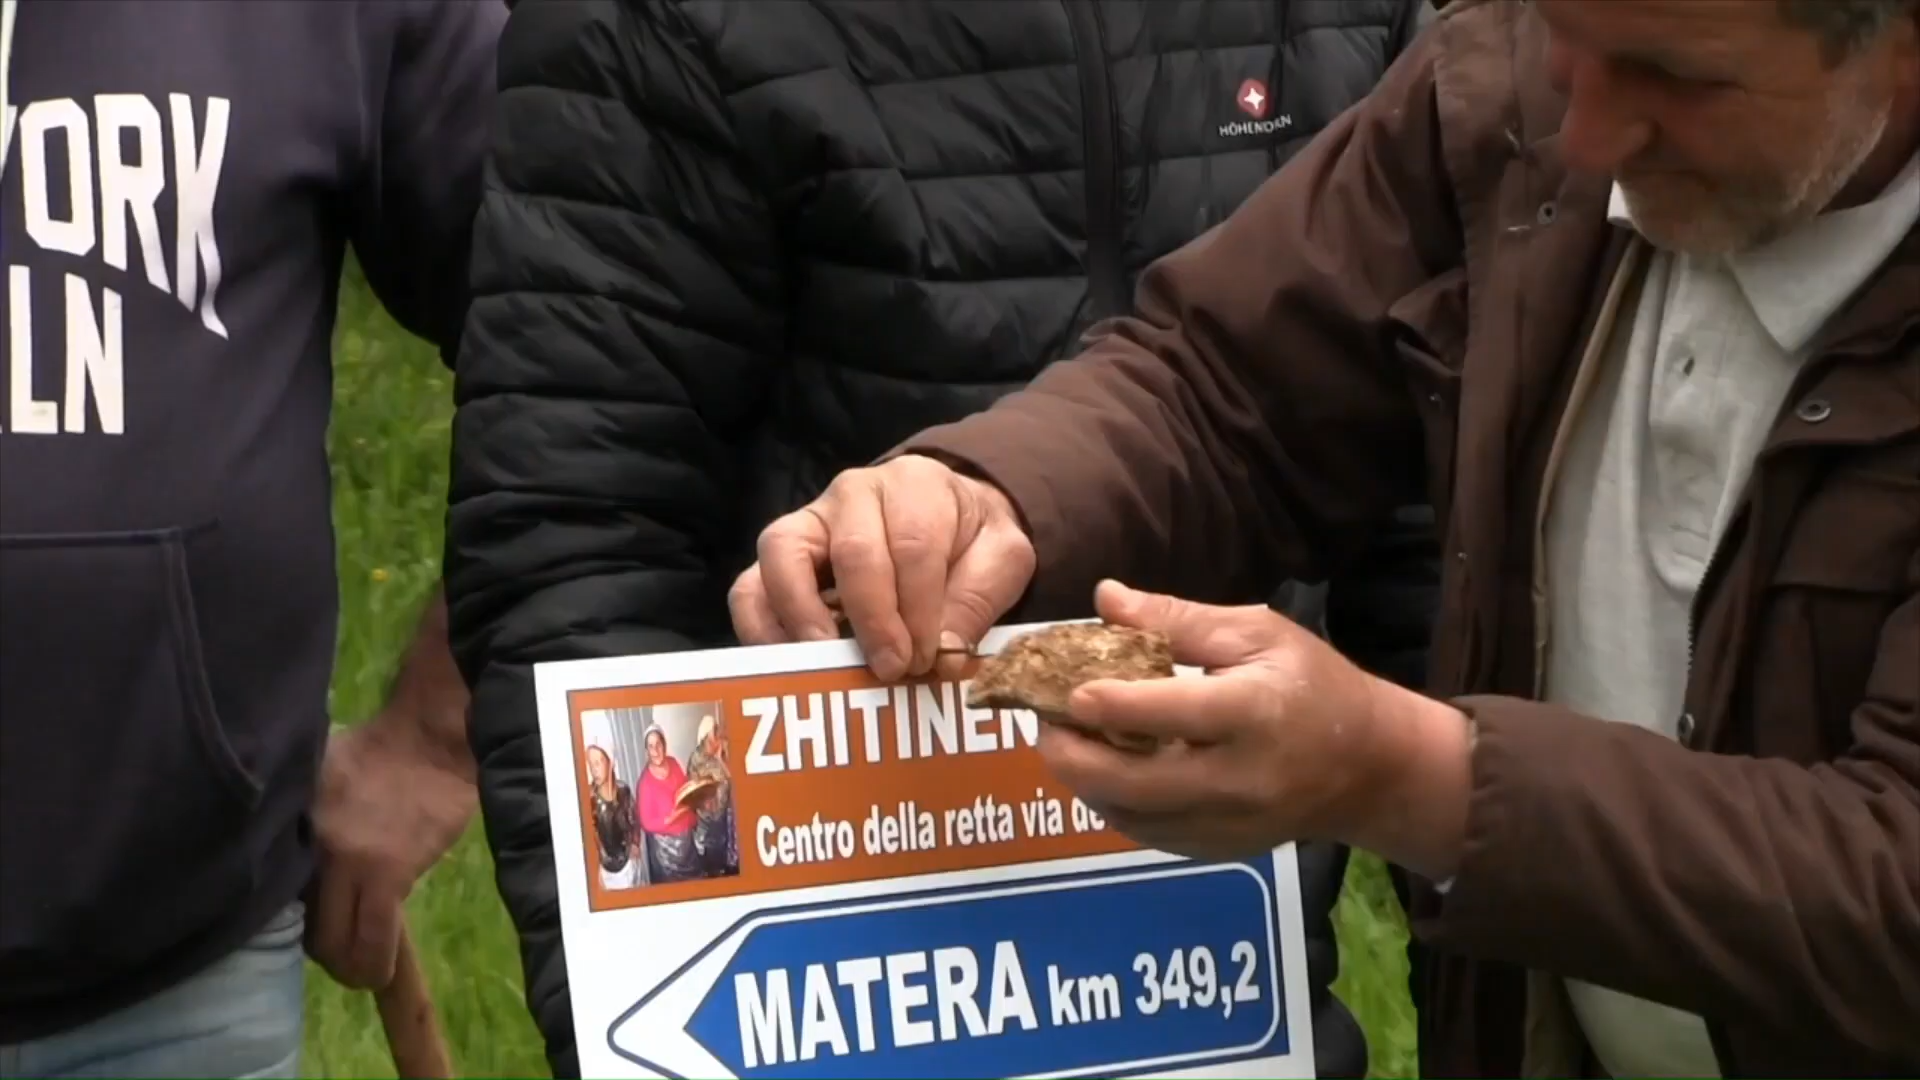 YORK
LN
HÖHENHORN
ZHITINEN
Centro della retta via de
MATERA km 349,2